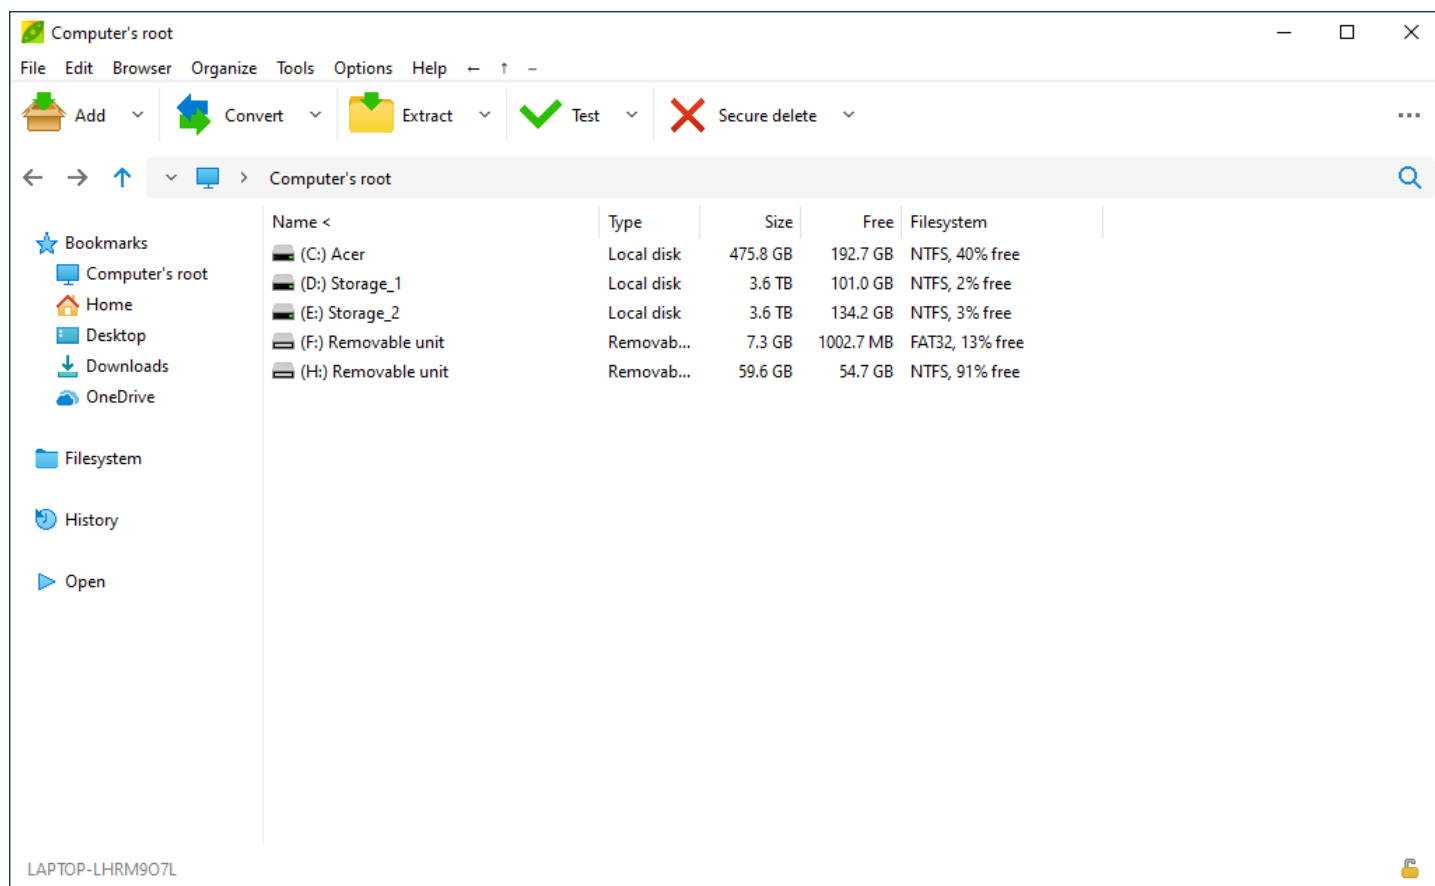 Computer's root
File Edit Browser Organize Tools Options Help ← ↑ –
Add Convert Extract Test Secure delete ...
Computer's root
Name < Type Size Free Filesystem
Bookmarks
Computer's root
Home
Desktop
Downloads
OneDrive
Filesystem
History
Open
(C:) Acer Local disk 475.8 GB 192.7 GB NTFS, 40% free
(D:) Storage_1 Local disk 3.6 TB 101.0 GB NTFS, 2% free
(E:) Storage_2 Local disk 3.6 TB 134.2 GB NTFS, 3% free
(F:) Removable unit Removab... 7.3 GB 1002.7 MB FAT32, 13% free
(H:) Removable unit Removab... 59.6 GB 54.7 GB NTFS, 91% free
LAPTOP-LHRM9O7L